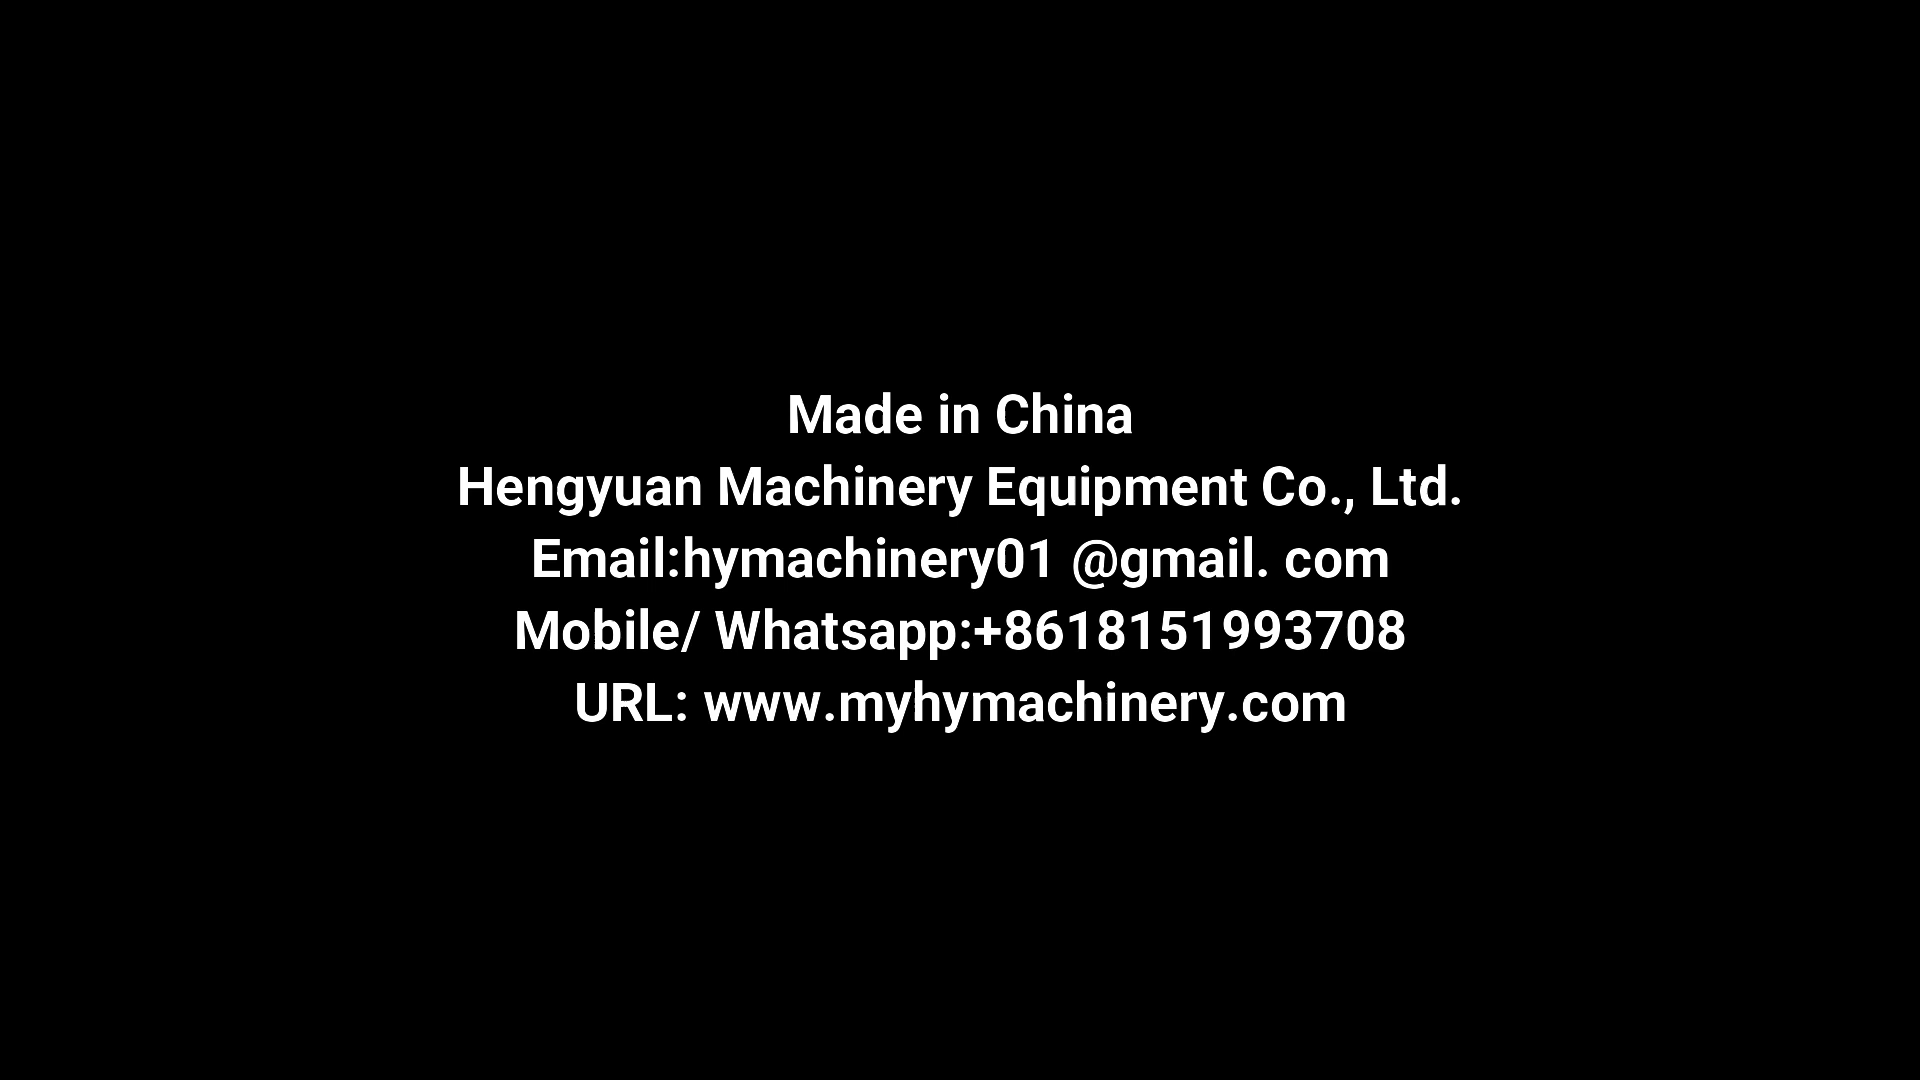 Made in China
Hengyuan Machinery Equipment Co., Ltd.
Email:hymachinery01 @gmail. com
Mobile/ Whatsapp:+8618151993708
URL: www.myhymachinery.com